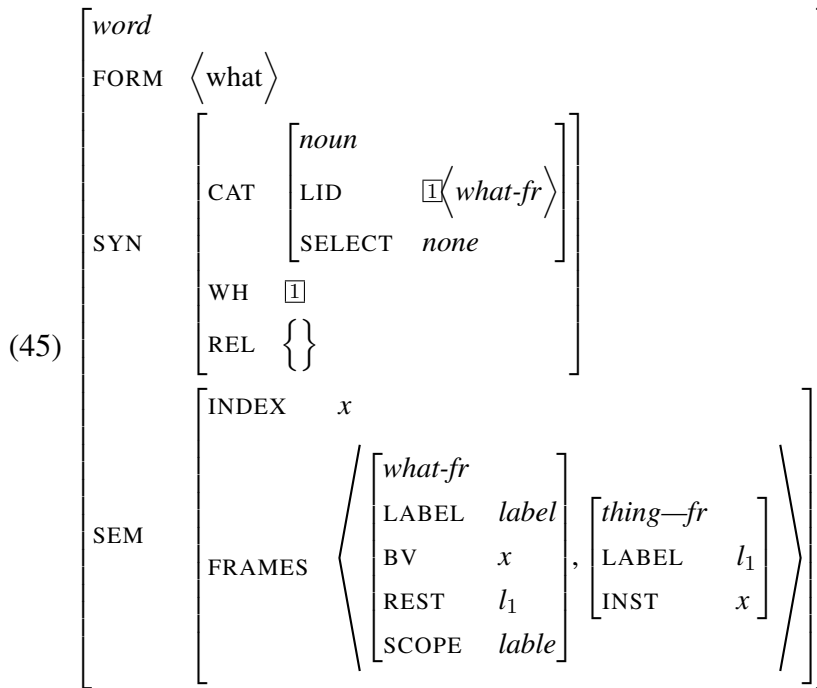 word
FORM ⟨what⟩
noun
CAT LID 1⟨what-fr⟩
SYN SELECT none
WH 1
(45) REL {}
INDEX x
what-fr
LABEL label thing—fr
SEM FRAMES ⟨ BV x , LABEL l₁ ⟩
REST l₁ INST x
SCOPE lable